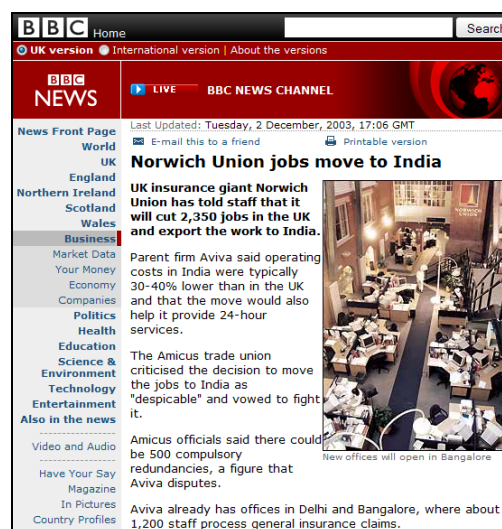 BBC Home
Search
UK version International version | About the versions
BBC
NEWS
LIVE BBC NEWS CHANNEL
News Front Page
World
UK
England
Northern Ireland
Scotland
Wales
Business
Market Data
Your Money
Economy
Companies
Politics
Health
Education
Science &
Environment
Technology
Entertainment
Also in the news
Video and Audio
Have Your Say
Magazine
In Pictures
Country Profiles
Last Updated: Tuesday, 2 December, 2003, 17:06 GMT
E-mail this to a friend Printable version
Norwich Union jobs move to India
UK insurance giant Norwich
Union has told staff that it
will cut 2,350 jobs in the UK
and export the work to India.
Parent firm Aviva said operating
costs in India were typically
30-40% lower than in the UK
and that the move would also
help it provide 24-hour
services.
The Amicus trade union
criticised the decision to move
the jobs to India as
"despicable" and vowed to fight
it.
Amicus officials said there could
be 500 compulsory
redundancies, a figure that
Aviva disputes.
NORWICH
UNION
New offices will open in Bangalore
Aviva already has offices in Delhi and Bangalore, where about
1,200 staff process general insurance claims.